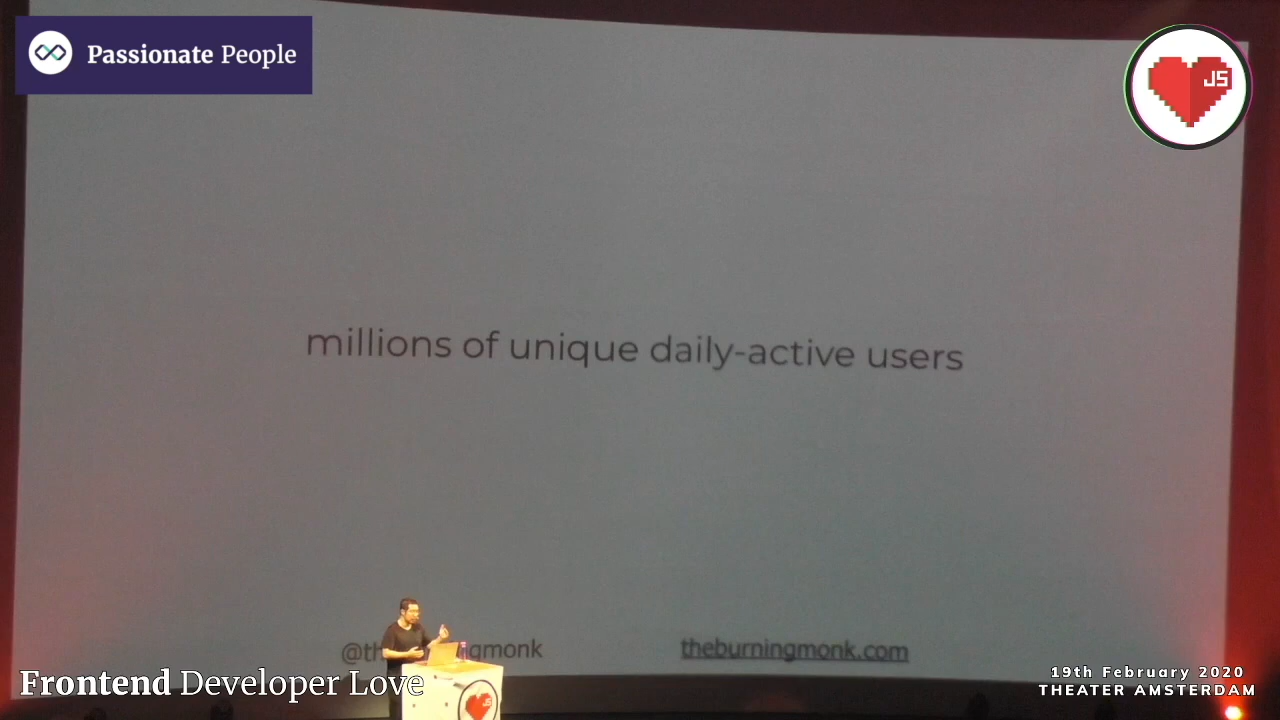 Passionate People
JS
millions of unique daily-active users
theburningmonk.com
Frontend Developer Love
JS
19th February 2020
THEATER AMSTERDAM